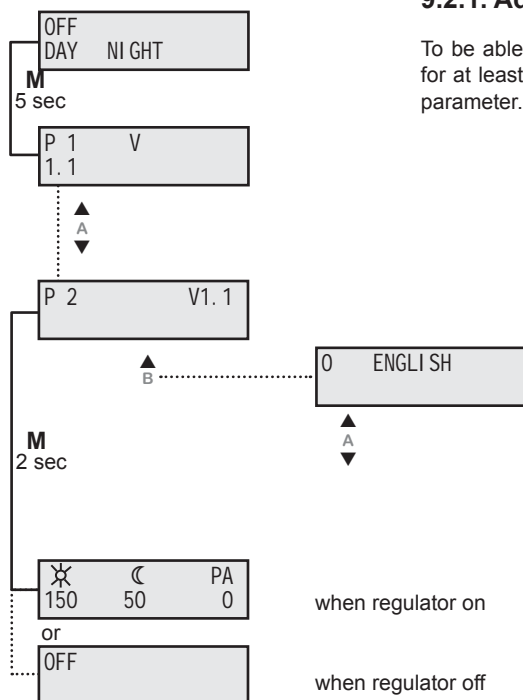 9.2.1. A
OFF
DAY NIGHT
To be able
for at least
parameter.
M
5 sec
P 1 V
1.1
A
P 2 V1.1
B
0 ENGLISH
A
M
2 sec
PA
150 50 0
when regulator on
or
OFF
when regulator off